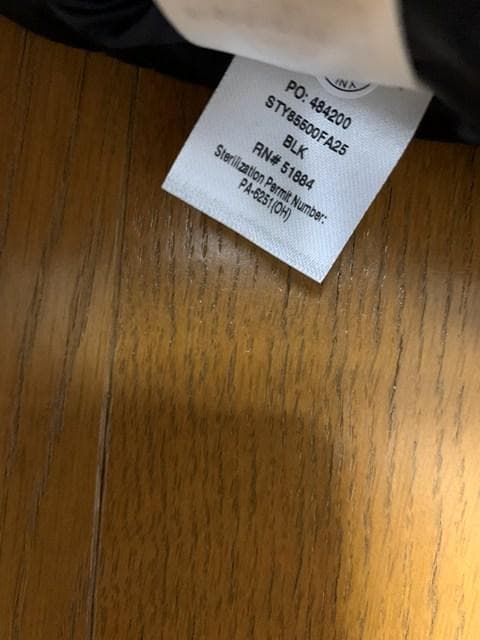 PO: 484200
STY85500FA25
BLK
RN# 51884
Sterilization Permit Number:
PA-6251(OH)